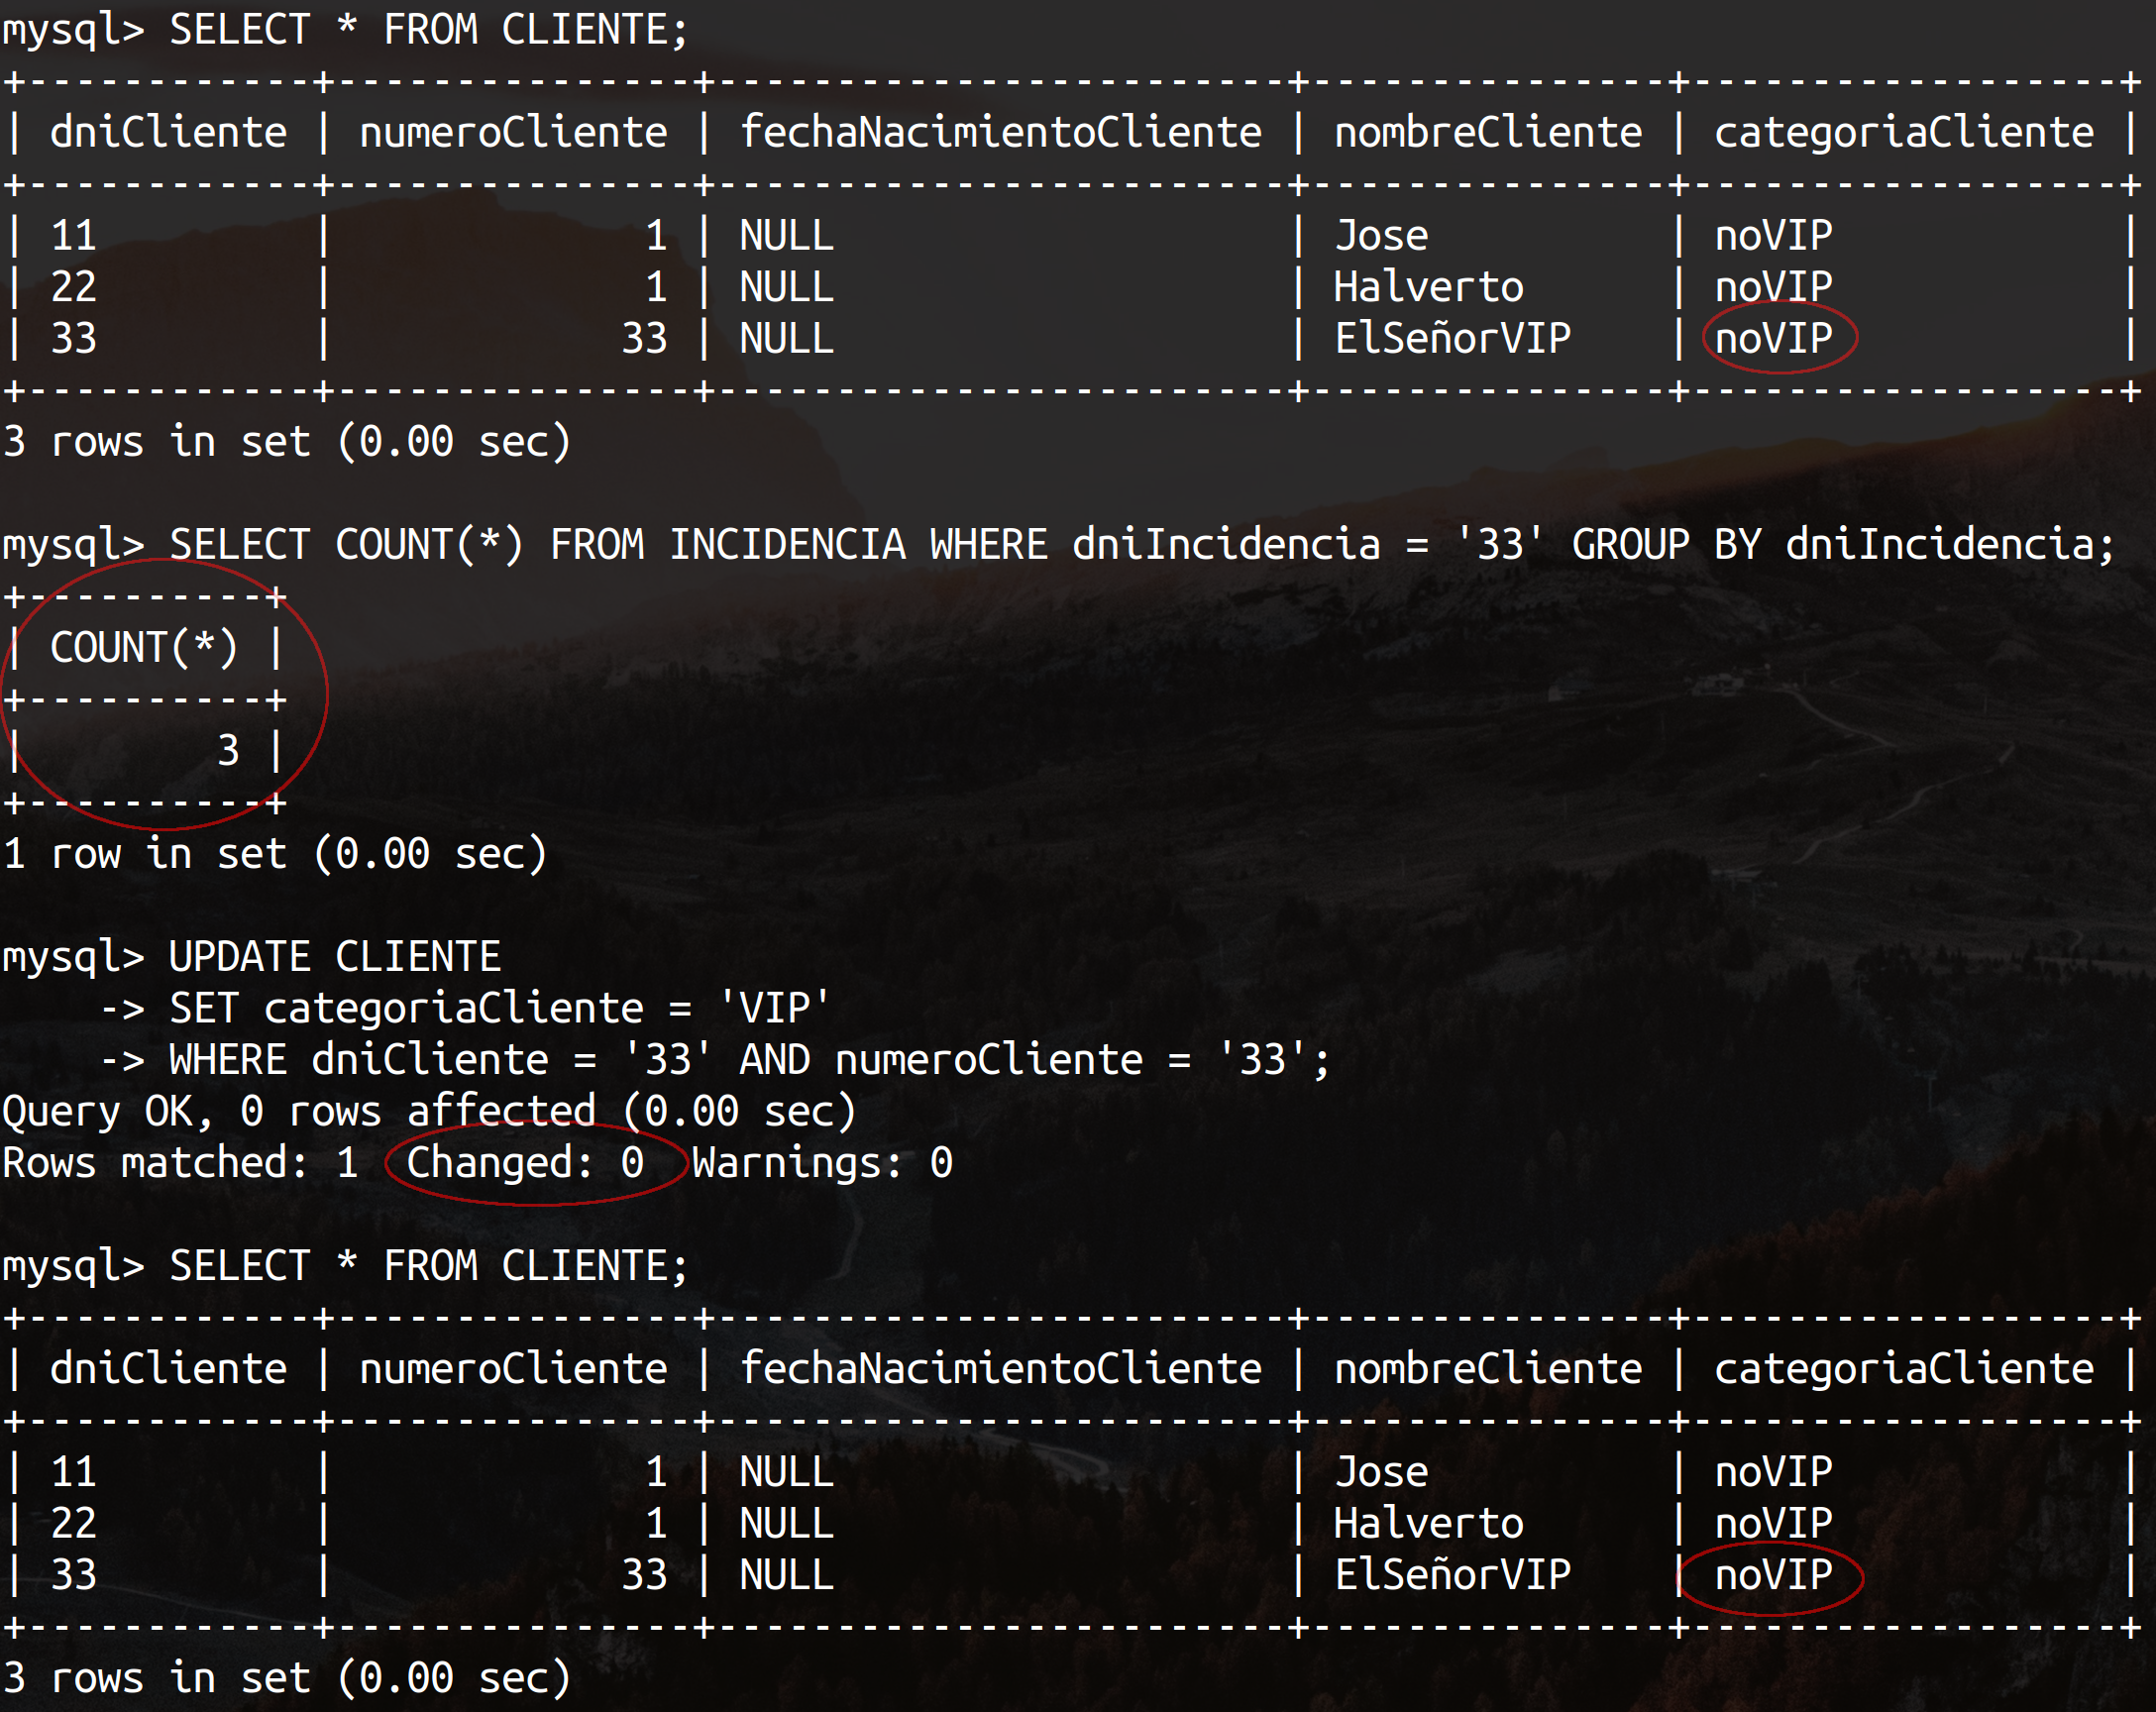 mysql> SELECT * FROM CLIENTE;
+------------+---------------+------------------------+---------------+------------------+
| dniCliente | numeroCliente | fechaNacimientoCliente | nombreCliente | categoriaCliente |
+------------+---------------+------------------------+---------------+------------------+
| 11         |             1 | NULL                   | Jose          | noVIP            |
| 22         |             1 | NULL                   | Halverto      | noVIP            |
| 33         |            33 | NULL                   | ElSeñorVIP    | noVIP            |
+------------+---------------+------------------------+---------------+------------------+
3 rows in set (0.00 sec)

mysql> SELECT COUNT(*) FROM INCIDENCIA WHERE dniIncidencia = '33' GROUP BY dniIncidencia;
+----------+
| COUNT(*) |
+----------+
|        3 |
+----------+
1 row in set (0.00 sec)

mysql> UPDATE CLIENTE
    -> SET categoriaCliente = 'VIP'
    -> WHERE dniCliente = '33' AND numeroCliente = '33';
Query OK, 0 rows affected (0.00 sec)
Rows matched: 1  Changed: 0  Warnings: 0

mysql> SELECT * FROM CLIENTE;
+------------+---------------+------------------------+---------------+------------------+
| dniCliente | numeroCliente | fechaNacimientoCliente | nombreCliente | categoriaCliente |
+------------+---------------+------------------------+---------------+------------------+
| 11         |             1 | NULL                   | Jose          | noVIP            |
| 22         |             1 | NULL                   | Halverto      | noVIP            |
| 33         |            33 | NULL                   | ElSeñorVIP    | noVIP            |
+------------+---------------+------------------------+---------------+------------------+
3 rows in set (0.00 sec)